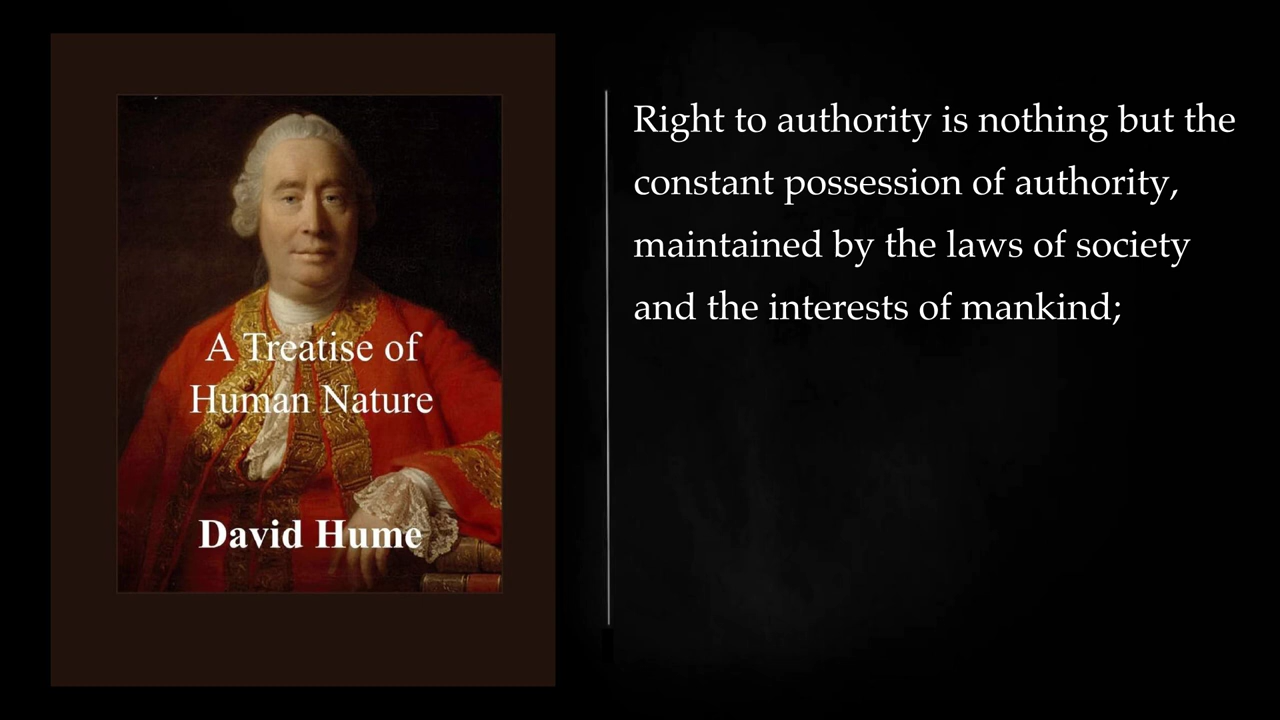 A Treatise of
Human Nature
David Hume
Right to authority is nothing but the
constant possession of authority,
maintained by the laws of society
and the interests of mankind;